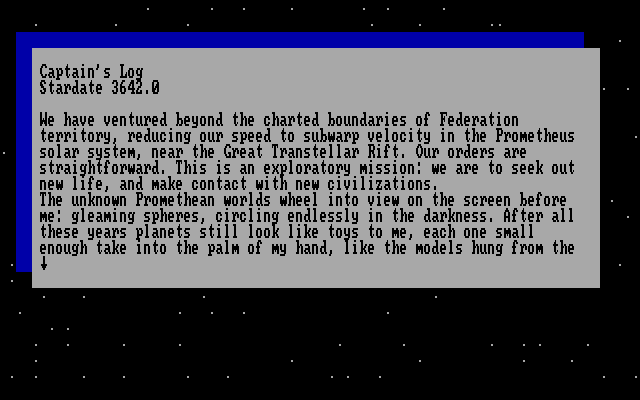 Captain's Log
Stardate 3642.0
We have ventured beyond the charted boundaries of Federation
territory, reducing our speed to subwarp velocity in the Prometheus
solar system, near the Great Transtellar Rift. Our orders are
straightforward. This is an exploratory mission: we are to seek out
new life, and make contact with new civilizations.
The unknown Promethean worlds wheel into view on the screen before
me: gleaming spheres, circling endlessly in the darkness. After all
these years planets still look like toys to me, each one small
enough take into the palm of my hand, like the models hung from the
↓